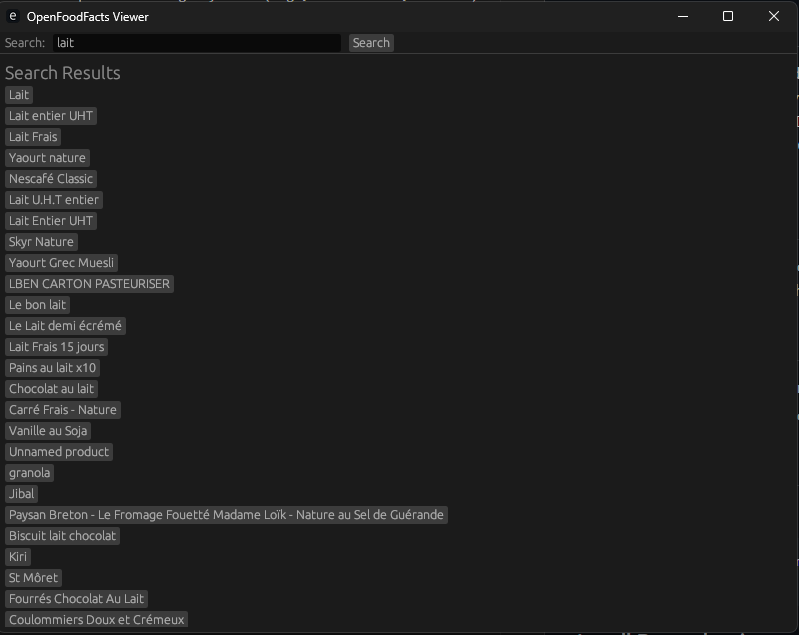 e OpenFoodFacts Viewer
Search: lait Search
Search Results
Lait
Lait entier UHT
Lait Frais
Yaourt nature
Nescafé Classic
Lait U.H.T entier
Lait Entier UHT
Skyr Nature
Yaourt Grec Muesli
LBEN CARTON PASTEURISER
Le bon lait
Le Lait demi écrémé
Lait Frais 15 jours
Pains au lait x10
Chocolat au lait
Carré Frais - Nature
Vanille au Soja
Unnamed product
granola
Jibal
Paysan Breton - Le Fromage Fouetté Madame Loïk - Nature au Sel de Guérande
Biscuit lait chocolat
Kiri
St Môret
Fourrés Chocolat Au Lait
Coulommiers Doux et Crémeux